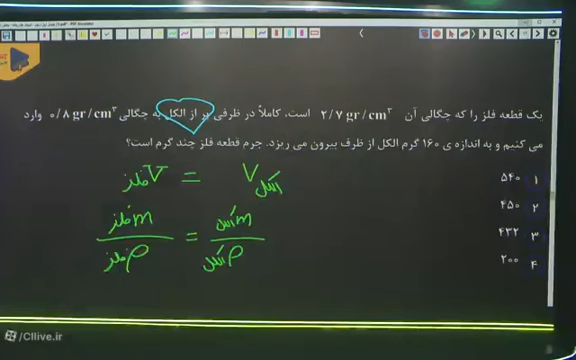 یک قطعه فلز را که چگالی آن ۲/۷ gr/cm³ است، کاملاً در ظرفی پر از الکل به چگالی ۰/۸ gr/cm³ وارد
می کنیم و به اندازه ی ۱۶۰ گرم الکل از ظرف بیرون می ریزد. جرم قطعه فلز چند گرم است؟
۱ ۵۴۰
۲ ۴۵۰
۳ ۴۳۲
۴ ۲۰۰
V فلز = V الکل
m فلز / ρ فلز = m الکل / ρ الکل
/Cllive.ir